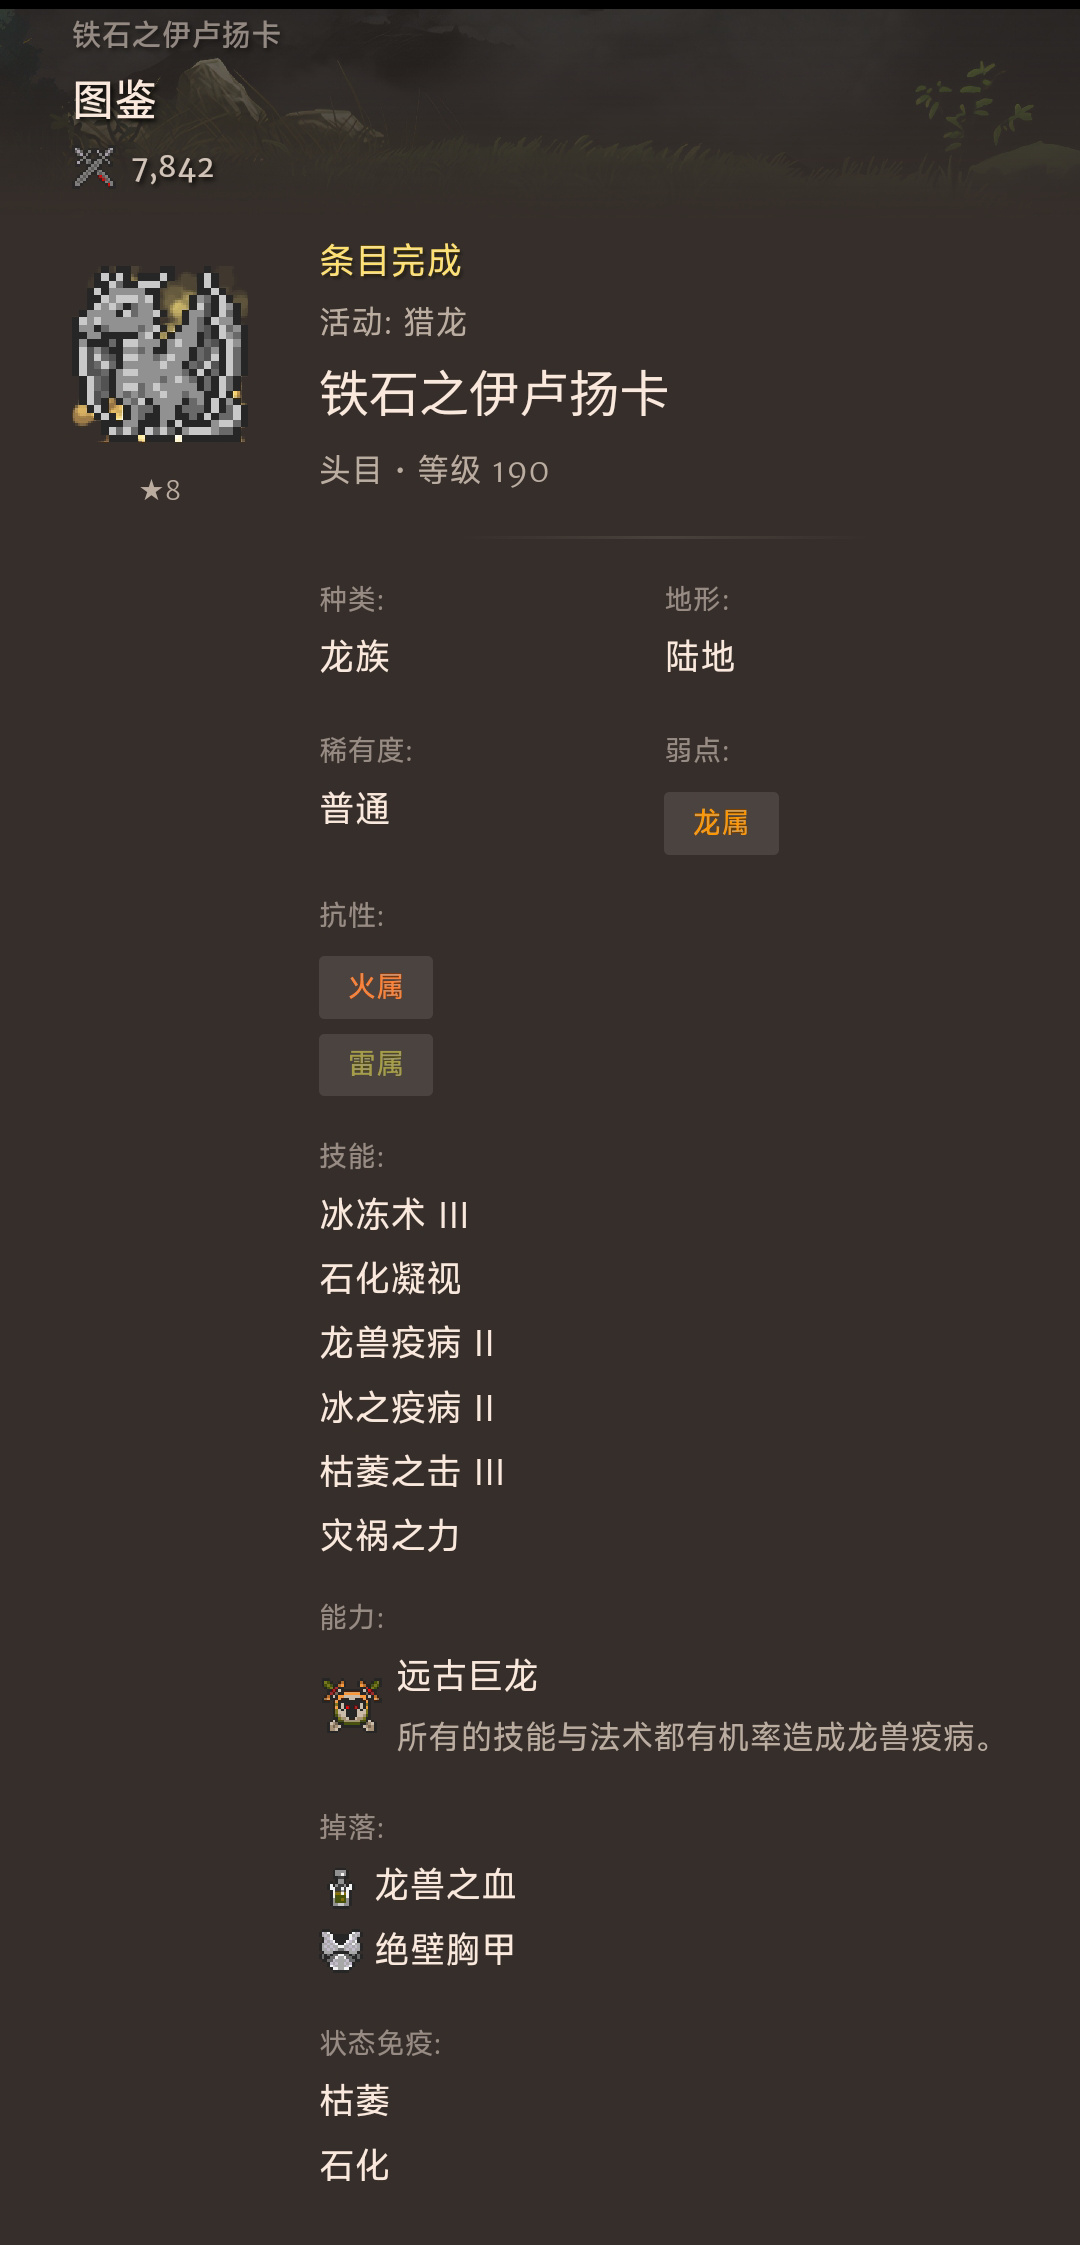 铁石之伊卢扬卡
图鉴
7,842
条目完成
活动: 猎龙
铁石之伊卢扬卡
头目・等级 190
★8
种类:
地形:
龙族
陆地
稀有度:
弱点:
普通
龙属
抗性:
火属
雷属
技能:
冰冻术 III
石化凝视
龙兽疫病 II
冰之疫病 II
枯萎之击 III
灾祸之力
能力:
远古巨龙
所有的技能与法术都有机率造成龙兽疫病。
掉落:
龙兽之血
绝壁胸甲
状态免疫:
枯萎
石化